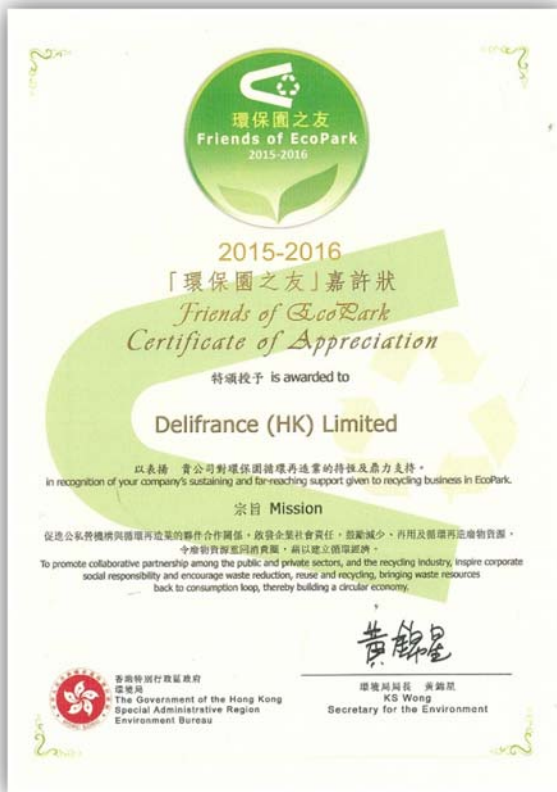 環保園之友
Friends of EcoPark
2015-2016
2015-2016
「環保園之友」嘉許狀
Friends of EcoPark
Certificate of Appreciation
特頒授予 is awarded to
Delifrance (HK) Limited
以表揚 貴公司對環保園循環再造業的持恆及鼎力支持。
in recognition of your company's sustaining and far-reaching support given to recycling business in EcoPark.
宗旨 Mission
促進公私營機構與循環再造業的夥伴合作關係，啟發企業社會責任，鼓勵減少、再用及循環再造廢物資源，
令廢物資源重回消費圈，藉以建立循環經濟。
To promote collaborative partnership among the public and private sectors, and the recycling industry, inspire corporate
social responsibility and encourage waste reduction, reuse and recycling, bringing waste resources
back to consumption loop, thereby building a circular economy.
黃錦星
香港特別行政區政府
環境局
The Government of the Hong Kong
Special Administrative Region
Environment Bureau
環境局局長 黃錦星
KS Wong
Secretary for the Environment